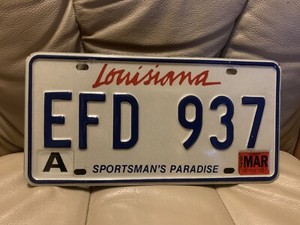 Louisiana
EFD 937
A MAR
SPORTSMAN'S PARADISE